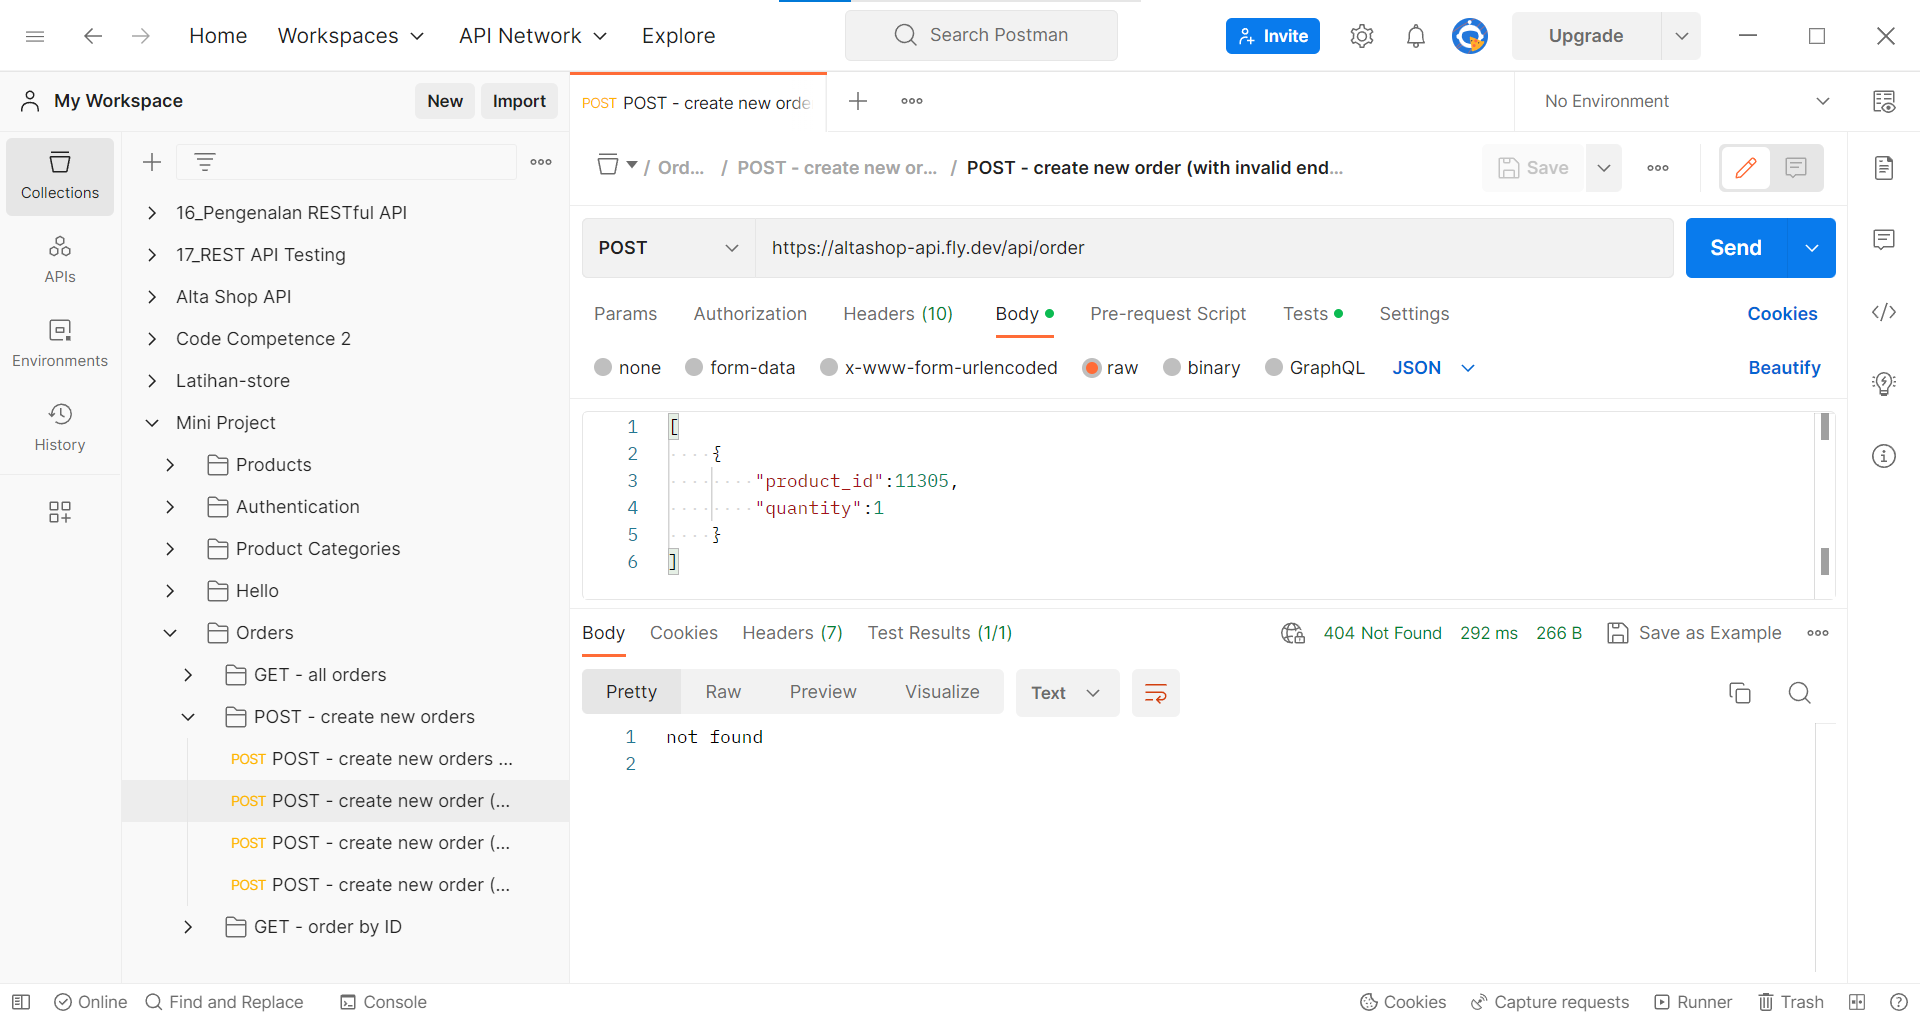 Home Workspaces API Network Explore Search Postman Invite Upgrade
My Workspace New Import
POST POST - create new orde
No Environment
Collections
APIs
Environments
History
16_Pengenalan RESTful API
17_REST API Testing
Alta Shop API
Code Competence 2
Latihan-store
Mini Project
Products
Authentication
Product Categories
Hello
Orders
GET - all orders
POST - create new orders
POST POST - create new orders ...
POST POST - create new order (...
POST POST - create new order (...
POST POST - create new order (...
GET - order by ID
/ Ord... / POST - create new or... / POST - create new order (with invalid end... Save
POST https://altashop-api.fly.dev/api/order Send
Params Authorization Headers (10) Body Pre-request Script Tests Settings Cookies
none form-data x-www-form-urlencoded raw binary GraphQL JSON Beautify
1 [
2 {
3 "product_id":11305,
4 "quantity":1
5 }
6 ]
Body Cookies Headers (7) Test Results (1/1) 404 Not Found 292 ms 266 B Save as Example
Pretty Raw Preview Visualize Text
1 not found
2
Online Find and Replace Console Cookies Capture requests Runner Trash